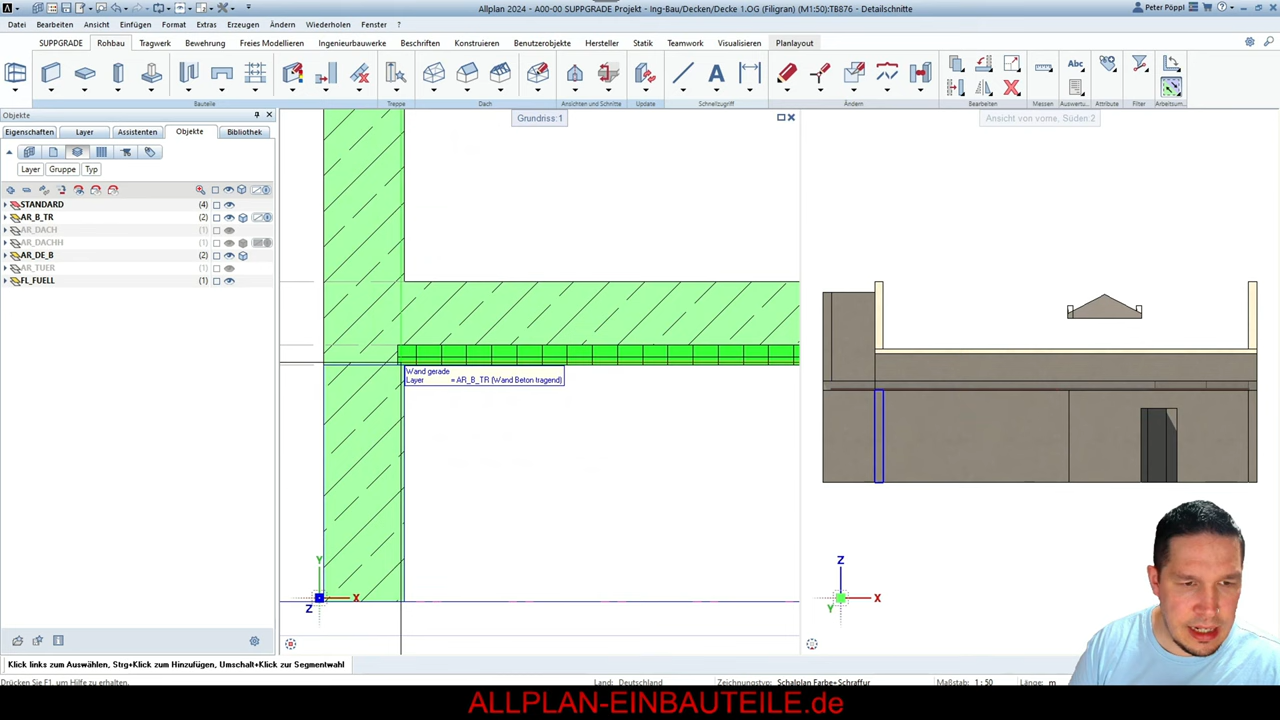 Allplan 2024 - A00-00 SUPPGRADE Projekt - Ing-Bau/Decken/Decke 1.OG (Filigran) (M1:50):TB876 - Detailschnitte
Peter Pöppl
Datei Bearbeiten Ansicht Einfügen Format Extras Erzeugen Ändern Wiederholen Fenster ?
SUPPGRADE Rohbau Tragwerk Bewehrung Freies Modellieren Ingenieurbauwerke Beschriften Konstruieren Benutzerobjekte Hersteller Statik Teamwork Visualisieren Planlayout
Abc
Bauteile Treppe Dach Ansichten und Schnitte Update Schnellzugriff Ändern Bearbeiten Messen Auswert... Attribute Filter Arbeitsum...
Objekte
Eigenschaften Layer Assistenten Objekte Bibliothek
Layer Gruppe Typ
STANDARD (4)
AR_B_TR (2)
AR_DACH (1)
AR_DACHH (1)
AR_DE_B (2)
AR_TUER (1)
FL_FUELL (1)
Grundriss:1
Ansicht von vorne, Süden:2
Wand gerade
Layer = AR_B_TR (Wand Beton tragend)
Y
Z X
Z
Y X
Klick links zum Auswählen, Strg+Klick zum Hinzufügen, Umschalt+Klick zur Segmentwahl
Drücken Sie F1, um Hilfe zu erhalten.
Land: Deutschland Zeichnungstyp: Schalplan Farbe+Schraffur Maßstab: 1 : 50 Länge: m
ALLPLAN-EINBAUTEILE.de